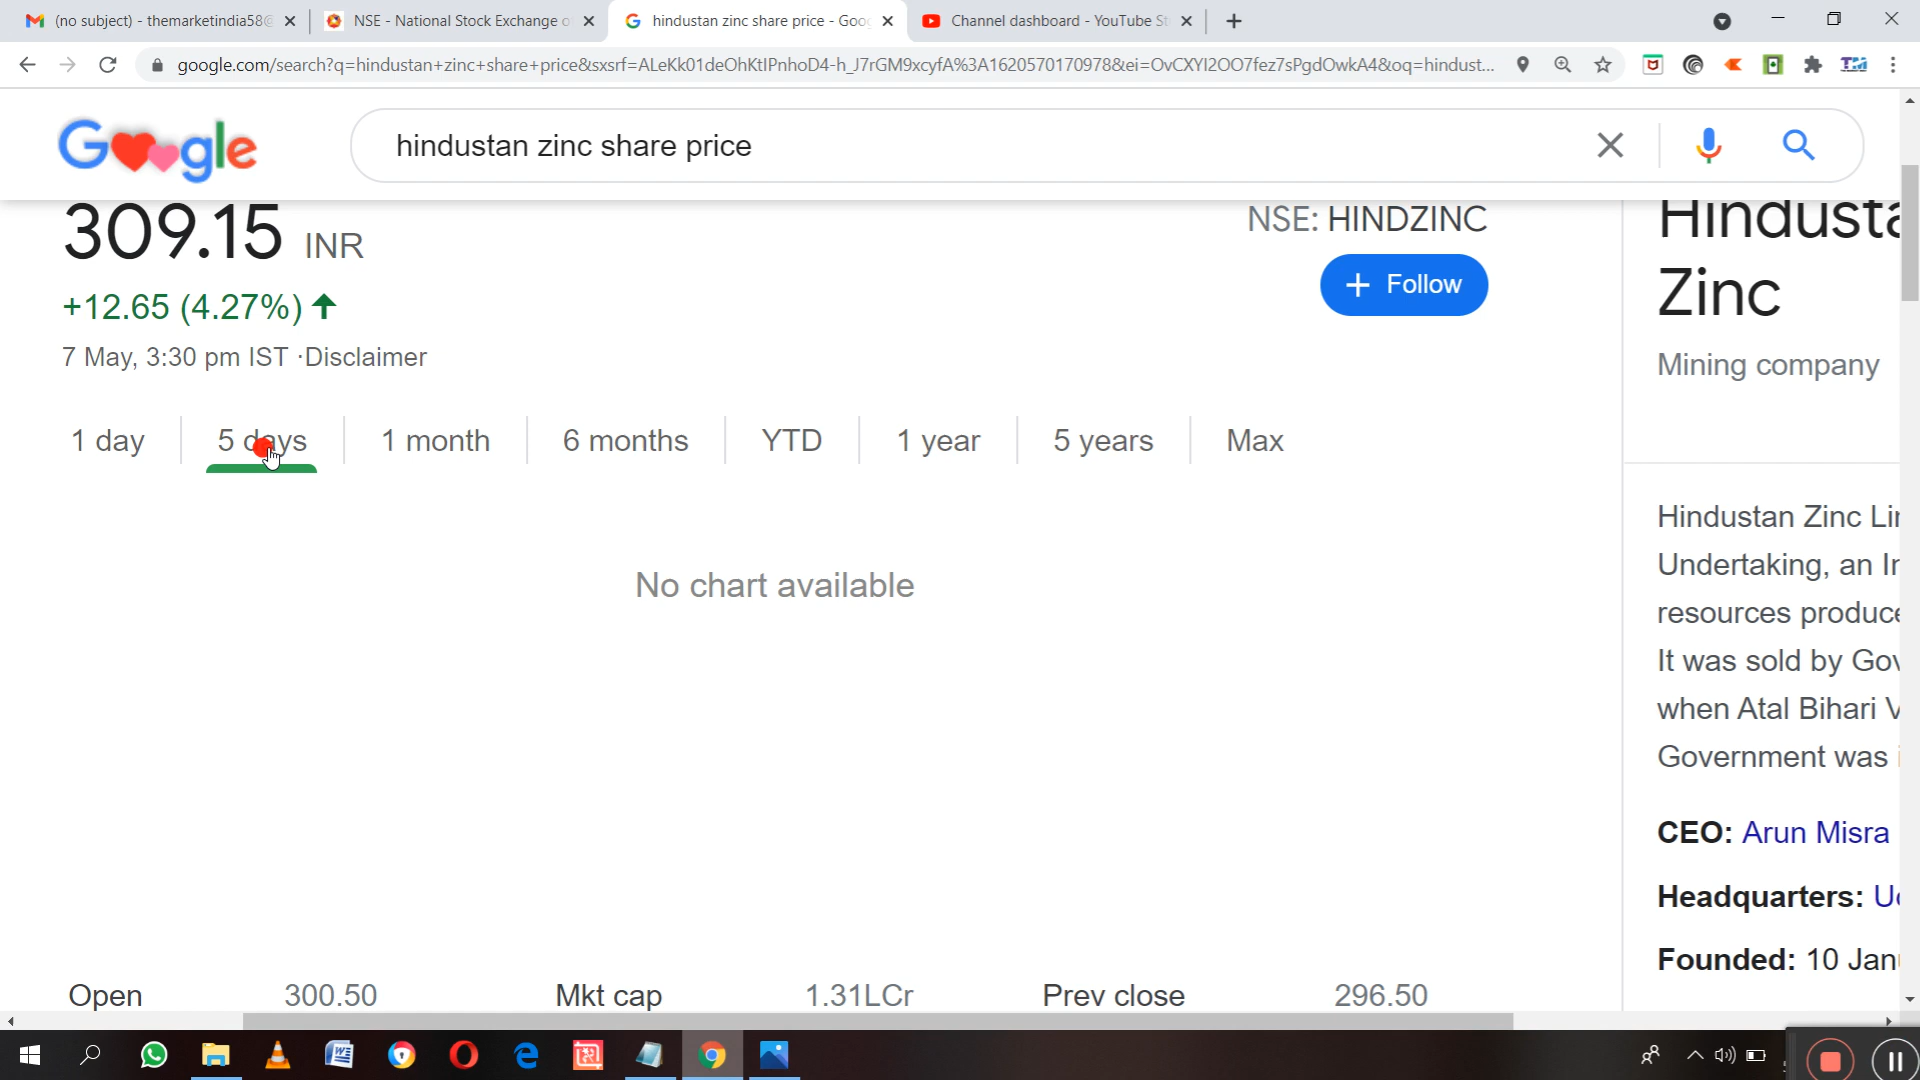 (no subject) - themarketindia58@
NSE - National Stock Exchange o
hindustan zinc share price - Goo
Channel dashboard - YouTube St
google.com/search?q=hindustan+zinc+share+price&sxsrf=ALeKk01deOhKtIPnhoD4-h_J7rGM9xcyfA%3A1620570170978&ei=OvCXYI2OO7fez7sPgdOwkA4&oq=hindust...
Google
hindustan zinc share price
309.15 INR
NSE: HINDZINC
+12.65 (4.27%)
Follow
7 May, 3:30 pm IST · Disclaimer
1 day
5 days
1 month
6 months
YTD
1 year
5 years
Max
No chart available
Open 300.50 Mkt cap 1.31LCr Prev close 296.50
Hindusta
Zinc
Mining company
Hindustan Zinc Lin
Undertaking, an In
resources produce
It was sold by Gov
when Atal Bihari V
Government was i
CEO: Arun Misra
Headquarters: Ud
Founded: 10 Janu